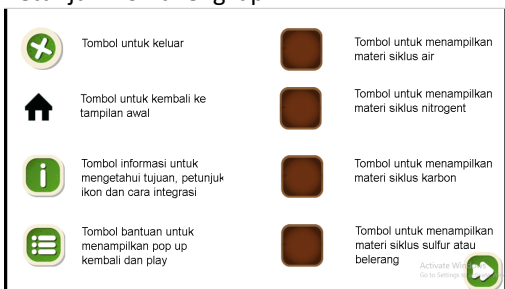 Tombol untuk keluar
Tombol untuk kembali ke
tampilan awal
Tombol informasi untuk
mengetahui tujuan, petunjuk
ikon dan cara integrasi
Tombol bantuan untuk
menampilkan pop up
kembali dan play
Tombol untuk menampilkan
materi siklus air
Tombol untuk menampilkan
materi siklus nitrogent
Tombol untuk menampilkan
materi siklus karbon
Tombol untuk menampilkan
materi siklus sulfur atau
belerang
Activate
Go to Settings